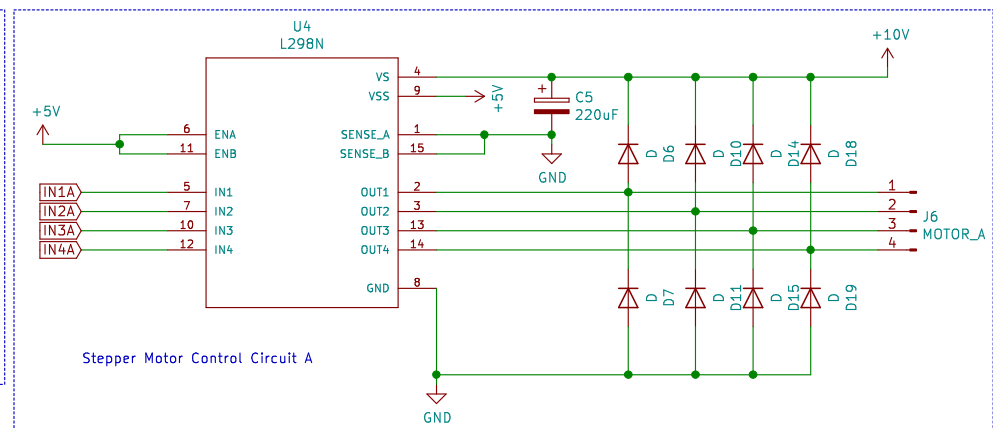 U4
L298N
+10V
VS
4
VSS
9
+5V
C5
220uF
+
+5V
6
ENA
11
ENB
SENSE_A
1
SENSE_B
15
GND
D
D6
D
D10
D
D14
D
D18
IN1A
5
IN1
OUT1
2
1
IN2A
7
IN2
OUT2
3
2
IN3A
10
IN3
OUT3
13
3
IN4A
12
IN4
OUT4
14
4
J6
MOTOR_A
GND
8
D
D7
D
D11
D
D15
D
D19
Stepper Motor Control Circuit A
GND